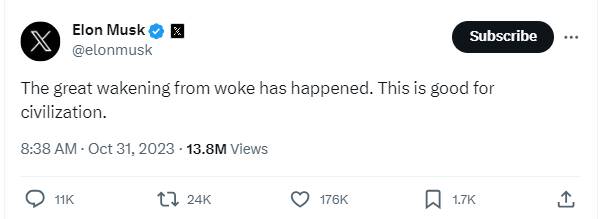 Elon Musk
Subscribe
@elonmusk
The great wakening from woke has happened. This is good for
civilization.
8:38 AM · Oct 31, 2023 · 13.8M Views
11K 24K 176K 1.7K